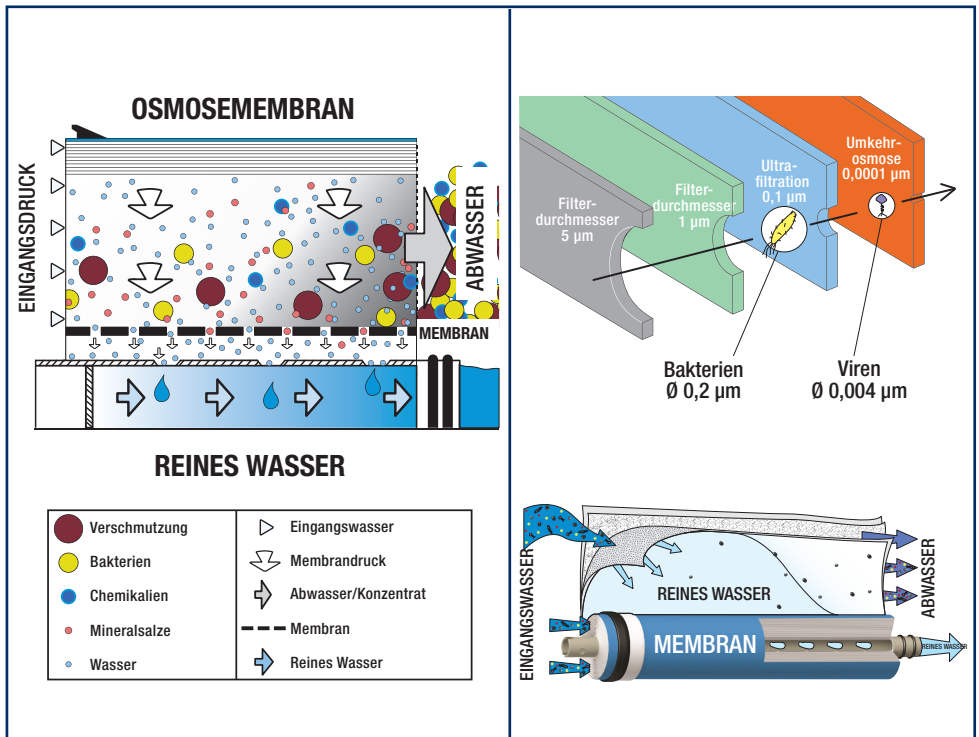 OSMOSEMEMBRAN
EINGANGSDRUCK
ABWASSER
MEMBRAN
REINES WASSER
Verschmutzung
Bakterien
Chemikalien
Mineralsalze
Wasser
Eingangswasser
Membrandruck
Abwasser/Konzentrat
Membran
Reines Wasser
Filter-
durchmesser
5 µm
Filter-
durchmesser
1 µm
Ultra-
filtration
0,1 µm
Umkehr-
osmose
0,0001 µm
Bakterien
Ø 0,2 µm
Viren
Ø 0,004 µm
EINGANGSWASSER
REINES WASSER
ABWASSER
MEMBRAN
REINES WASSER